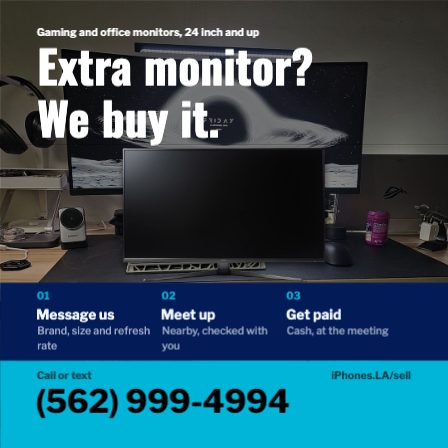 Gaming and office monitors, 24 inch and up
Extra monitor?
We buy it.
01
Message us
Brand, size and refresh
rate
02
Meet up
Nearby, checked with
you
03
Get paid
Cash, at the meeting
Call or text
(562) 999-4994
iPhones.LA/sell